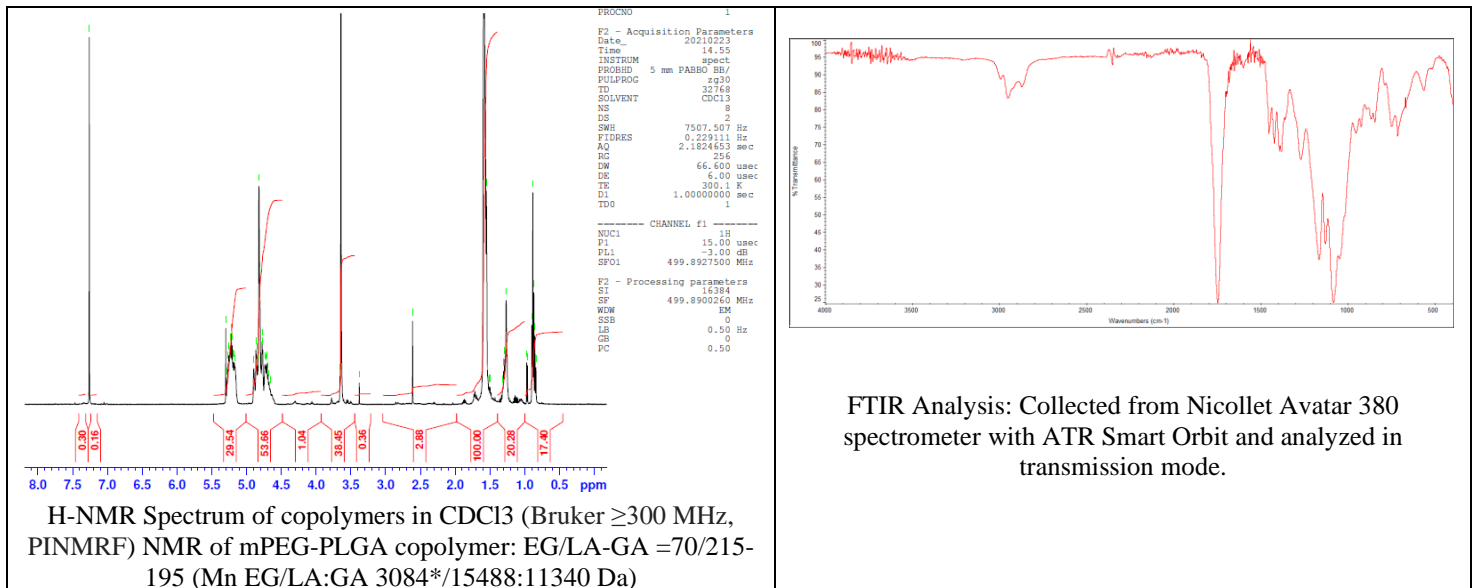 PROCNO 1
F2 - Acquisition Parameters
Date_ 20210223
Time 14.55
INSTRUM spect
PROBHD 5 mm PABBO BB/
PULPROG zg30
TD 32768
SOLVENT CDCl3
NS 8
DS 2
SWH 7507.507 Hz
FIDRES 0.229111 Hz
AQ 2.1824653 sec
RG 256
DW 66.600 usec
DE 6.00 usec
TE 300.1 K
D1 1.00000000 sec
TD0 1
======== CHANNEL f1 ========
NUC1 1H
P1 15.00 usec
PL1 -3.00 dB
SFO1 499.8927500 MHz
F2 - Processing parameters
SI 16384
SF 499.8900260 MHz
WDW EM
SSB 0
LB 0.50 Hz
GB 0
PC 0.50
0.30 0.16 29.54 53.66 1.04 38.45 0.36 2.88 100.00 20.28 17.40
8.0 7.5 7.0 6.5 6.0 5.5 5.0 4.5 4.0 3.5 3.0 2.5 2.0 1.5 1.0 0.5 ppm
H-NMR Spectrum of copolymers in CDCl3 (Bruker ≥300 MHz,
PINMRF) NMR of mPEG-PLGA copolymer: EG/LA-GA =70/215-
195 (Mn EG/LA:GA 3084*/15488:11340 Da)
100
95
90
85
80
75
70
65
60
55
50
45
40
35
30
25
% Transmittance
4000 3500 3000 2500 2000 1500 1000 500
Wavenumbers (cm-1)
FTIR Analysis: Collected from Nicollet Avatar 380
spectrometer with ATR Smart Orbit and analyzed in
transmission mode.